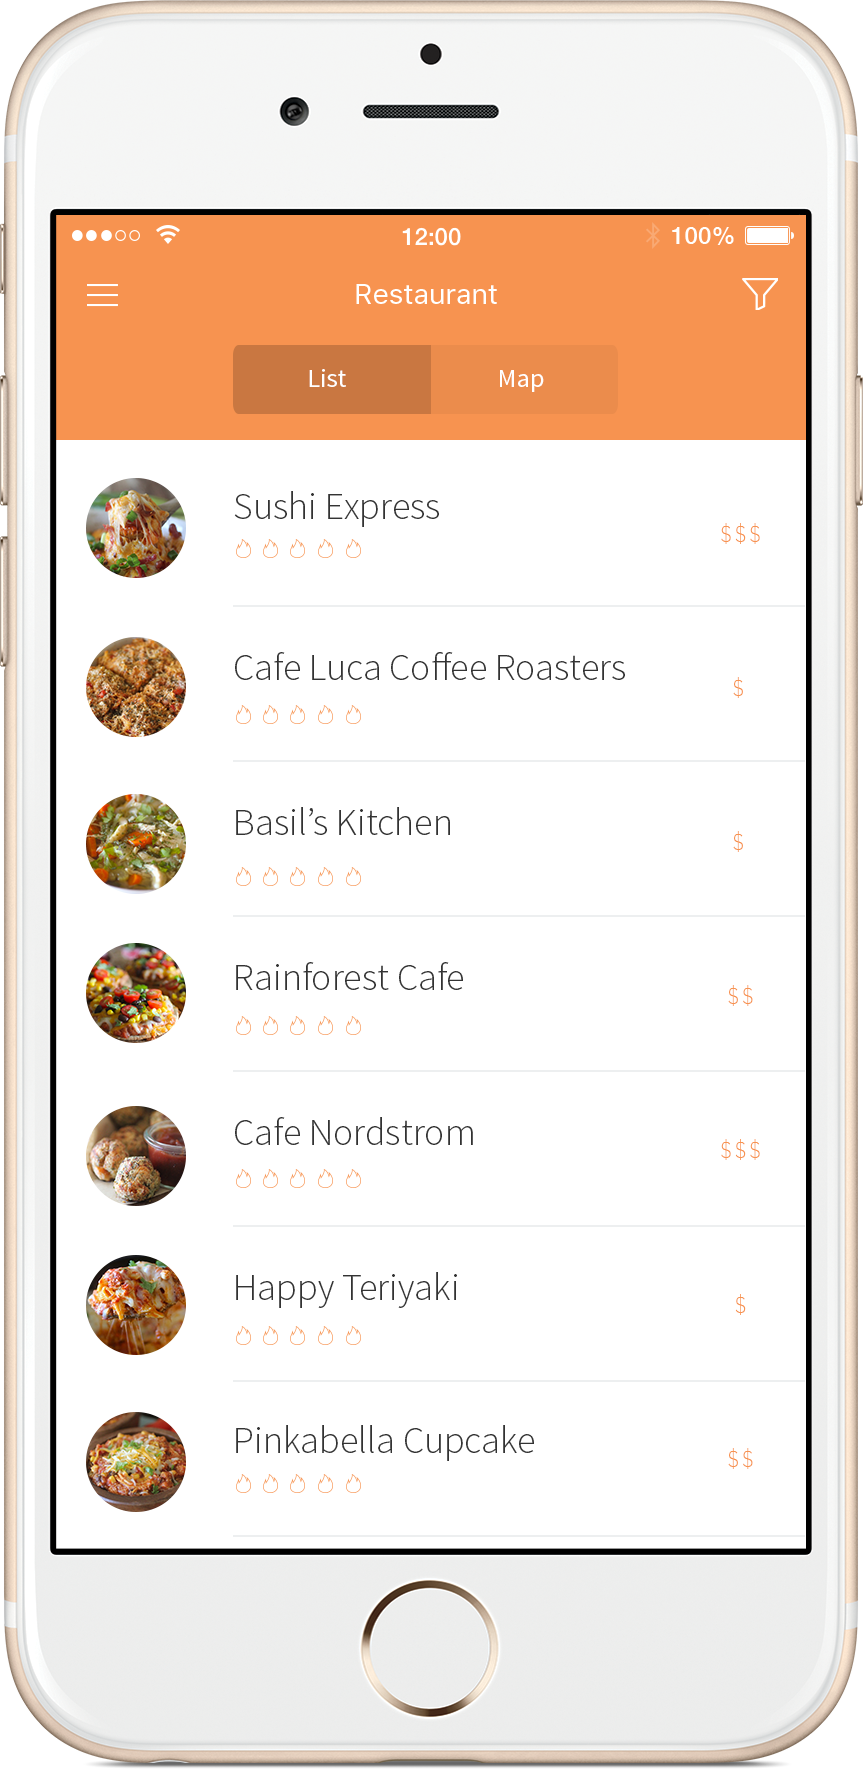 12:00
100%
Restaurant
List
Map
Sushi Express
$$$
Cafe Luca Coffee Roasters
$
Basil’s Kitchen
$
Rainforest Cafe
$$
Cafe Nordstrom
$$$
Happy Teriyaki
$
Pinkabella Cupcake
$$